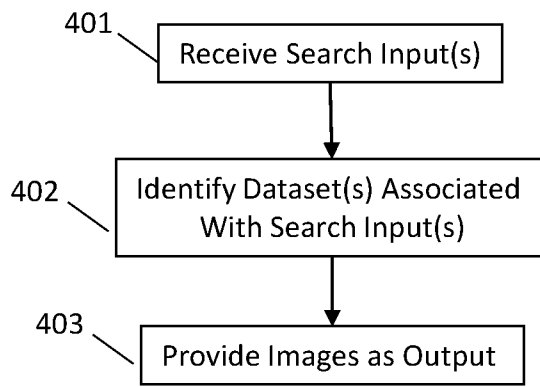 401
Receive Search Input(s)
402
Identify Dataset(s) Associated
With Search Input(s)
403
Provide Images as Output